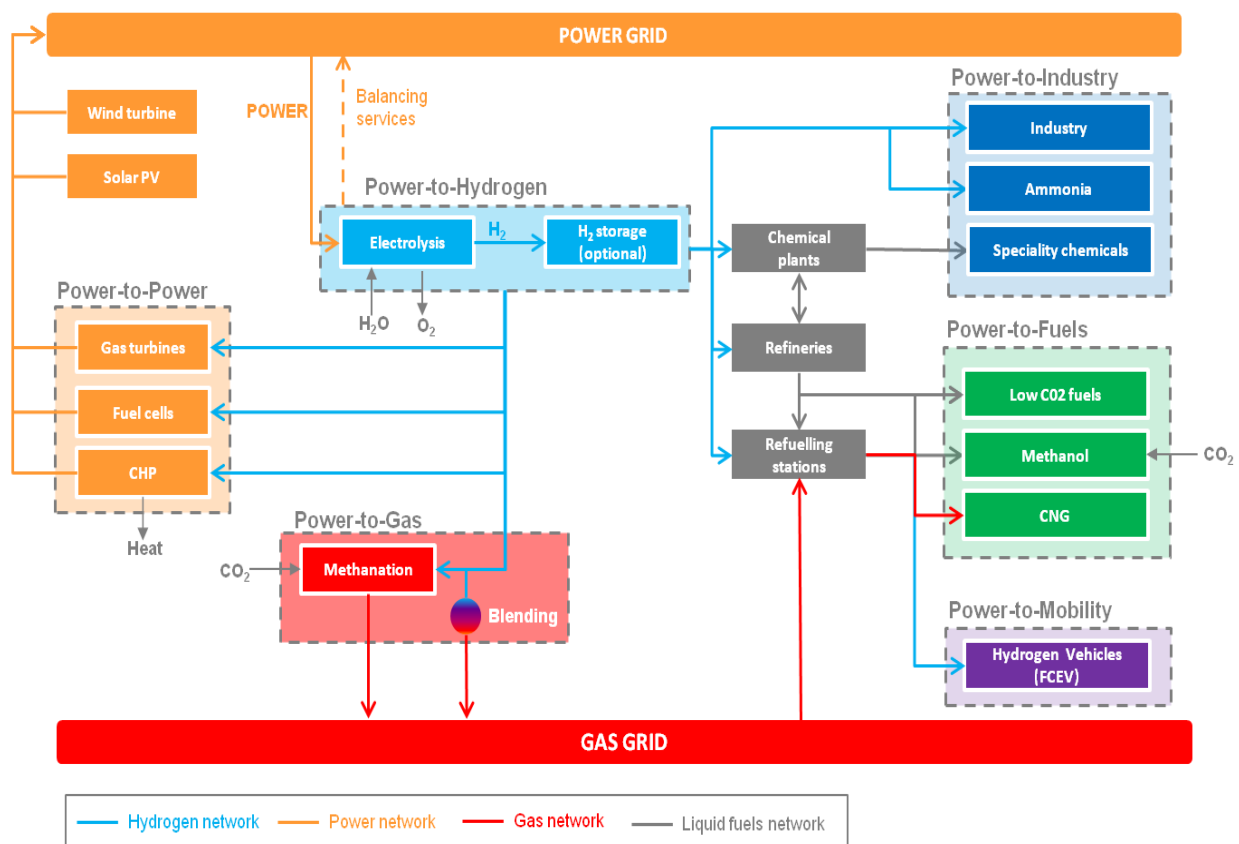 POWER GRID
Wind turbine
Solar PV
POWER
Balancing
services
Power-to-Industry
Industry
Ammonia
Speciality chemicals
Power-to-Hydrogen
Electrolysis
H₂
H₂ storage
(optional)
H₂O
O₂
Chemical
plants
Refineries
Refuelling
stations
Power-to-Power
Gas turbines
Fuel cells
CHP
Heat
Power-to-Fuels
Low C02 fuels
Methanol
CNG
CO₂
Power-to-Gas
CO₂
Methanation
Blending
Power-to-Mobility
Hydrogen Vehicles
(FCEV)
GAS GRID
Hydrogen network
Power network
Gas network
Liquid fuels network